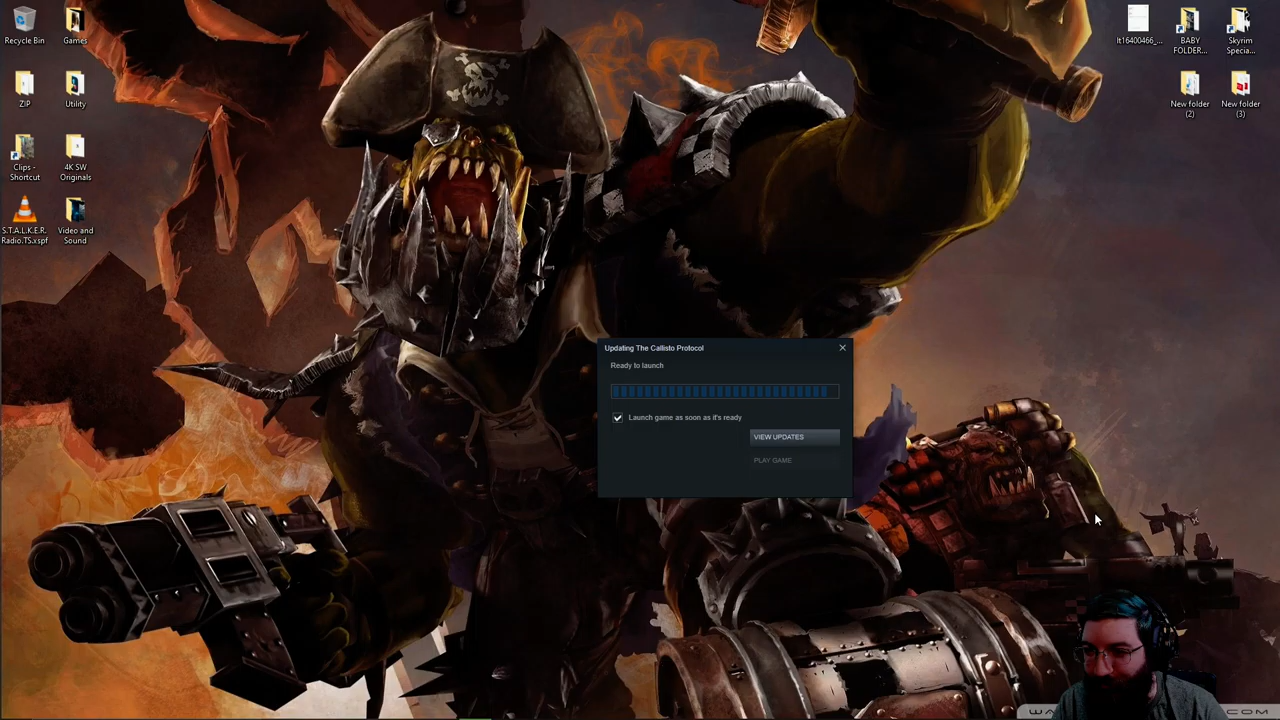 Recycle Bin
Games
ZIP
Utility
Clips -
Shortcut
4K SW
Originals
S.T.A.L.K.E.R.
Radio.TS.xspf
Video and
Sound
lt16400466_...
BABY
FOLDER...
Skyrim
Specia...
New folder
(2)
New folder
(3)
Updating The Callisto Protocol
Ready to launch
Launch game as soon as it's ready
VIEW UPDATES
PLAY GAME